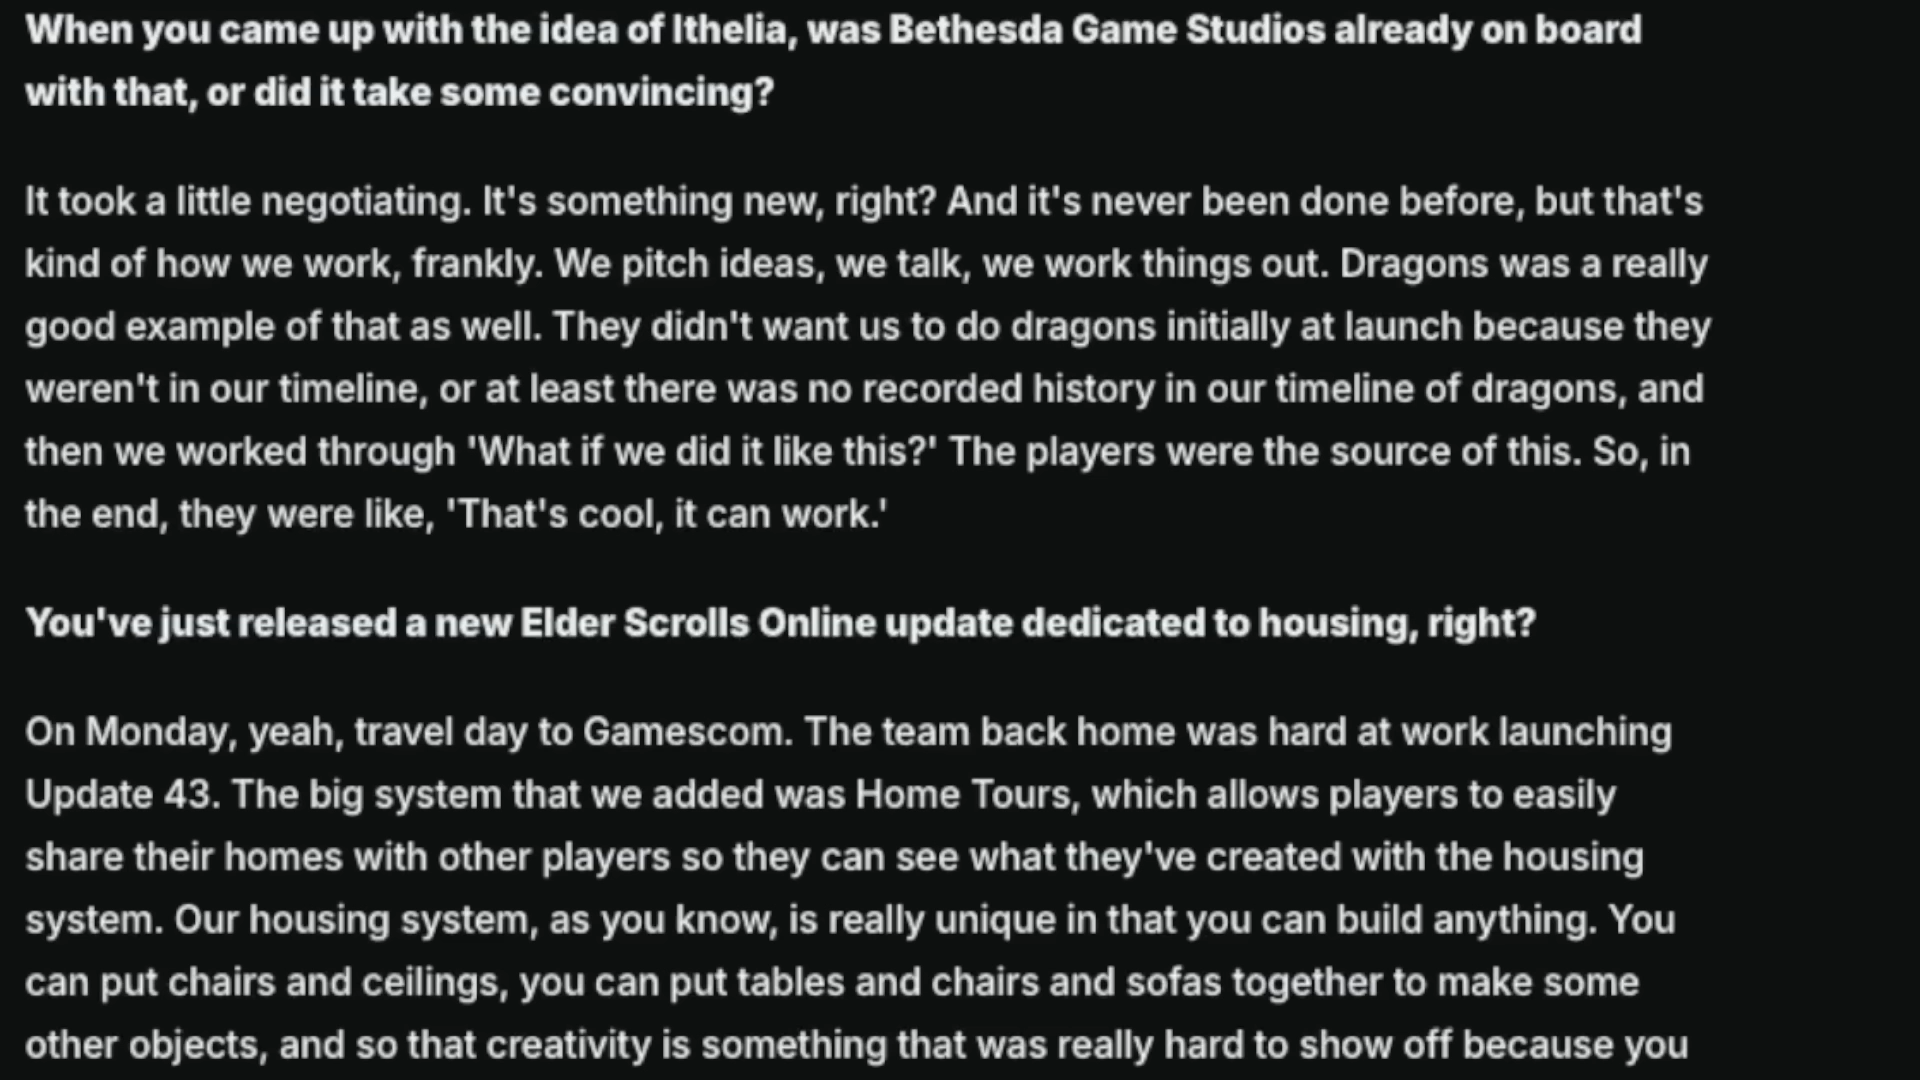 When you came up with the idea of Ithelia, was Bethesda Game Studios already on board
with that, or did it take some convincing?
It took a little negotiating. It's something new, right? And it's never been done before, but that's
kind of how we work, frankly. We pitch ideas, we talk, we work things out. Dragons was a really
good example of that as well. They didn't want us to do dragons initially at launch because they
weren't in our timeline, or at least there was no recorded history in our timeline of dragons, and
then we worked through 'What if we did it like this?' The players were the source of this. So, in
the end, they were like, 'That's cool, it can work.'
You've just released a new Elder Scrolls Online update dedicated to housing, right?
On Monday, yeah, travel day to Gamescom. The team back home was hard at work launching
Update 43. The big system that we added was Home Tours, which allows players to easily
share their homes with other players so they can see what they've created with the housing
system. Our housing system, as you know, is really unique in that you can build anything. You
can put chairs and ceilings, you can put tables and chairs and sofas together to make some
other objects, and so that creativity is something that was really hard to show off because you